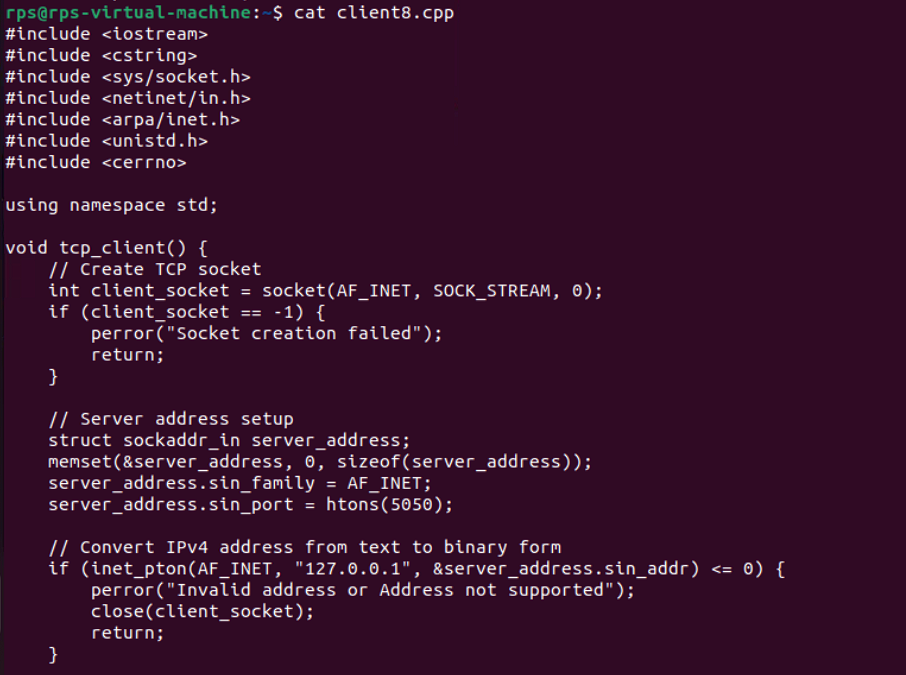 rps@rps-virtual-machine:~$ cat client8.cpp
#include <iostream>
#include <cstring>
#include <sys/socket.h>
#include <netinet/in.h>
#include <arpa/inet.h>
#include <unistd.h>
#include <cerrno>

using namespace std;

void tcp_client() {
    // Create TCP socket
    int client_socket = socket(AF_INET, SOCK_STREAM, 0);
    if (client_socket == -1) {
        perror("Socket creation failed");
        return;
    }

    // Server address setup
    struct sockaddr_in server_address;
    memset(&server_address, 0, sizeof(server_address));
    server_address.sin_family = AF_INET;
    server_address.sin_port = htons(5050);

    // Convert IPv4 address from text to binary form
    if (inet_pton(AF_INET, "127.0.0.1", &server_address.sin_addr) <= 0) {
        perror("Invalid address or Address not supported");
        close(client_socket);
        return;
    }